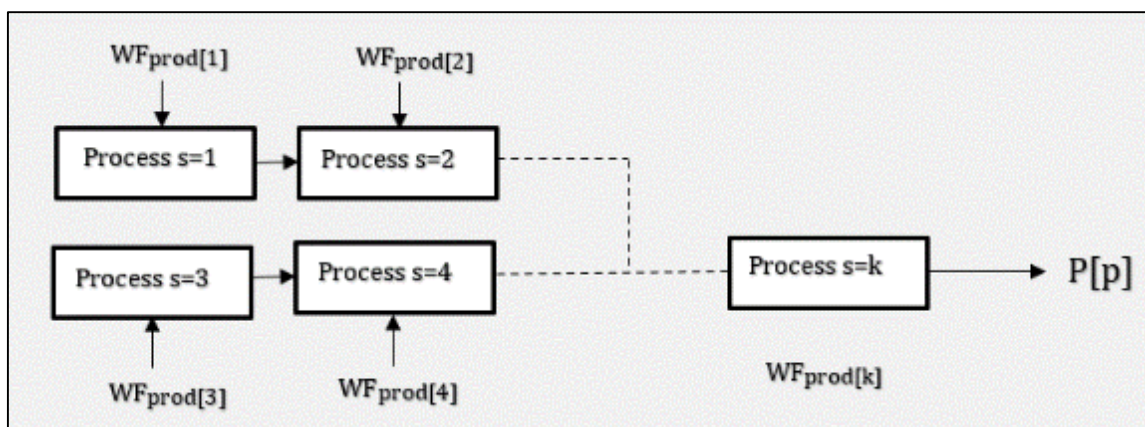 WFprod[1] WFprod[2]
Process s=1 Process s=2
Process s=3 Process s=4 Process s=k P[p]
WFprod[3] WFprod[4] WFprod[k]